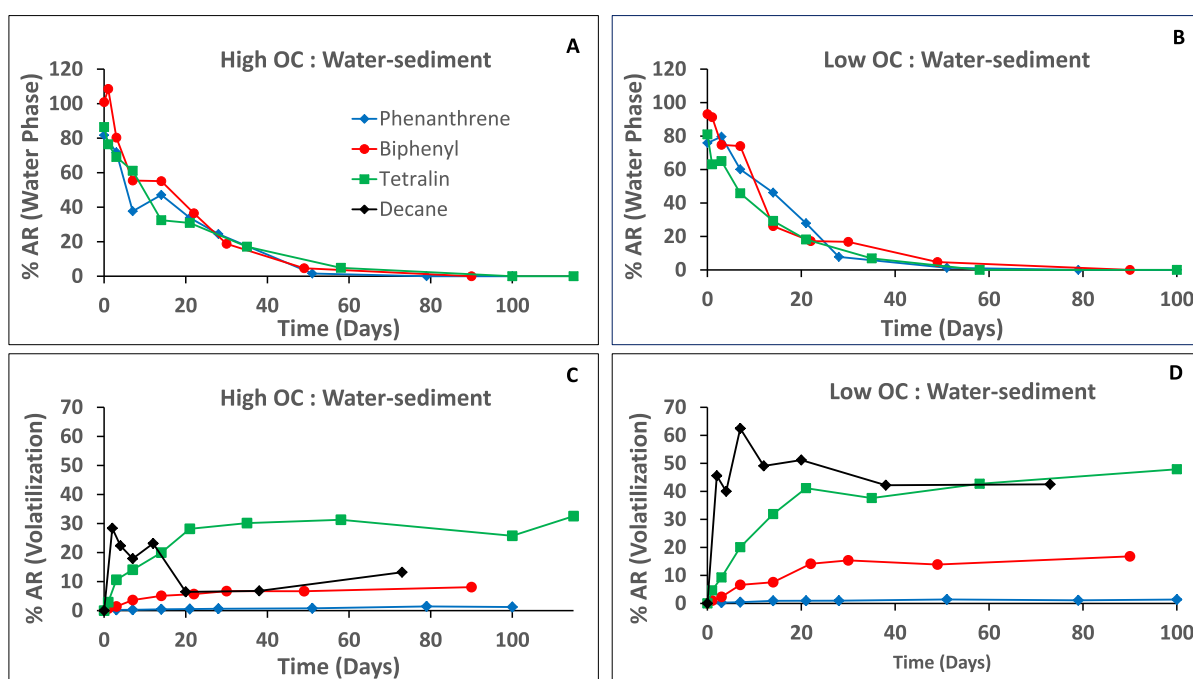 A
High OC : Water-sediment
% AR (Water Phase)
120
100
80
60
40
20
0
Phenanthrene
Biphenyl
Tetralin
Decane
0 20 40 60 80 100
Time (Days)
B
Low OC : Water-sediment
% AR (Water Phase)
120
100
80
60
40
20
0
0 20 40 60 80 100
Time (Days)
C
High OC : Water-sediment
% AR (Volatilization)
70
60
50
40
30
20
10
0
0 20 40 60 80 100
Time (Days)
D
Low OC : Water-sediment
% AR (Volatilization)
70
60
50
40
30
20
10
0
0 20 40 60 80 100
Time (Days)